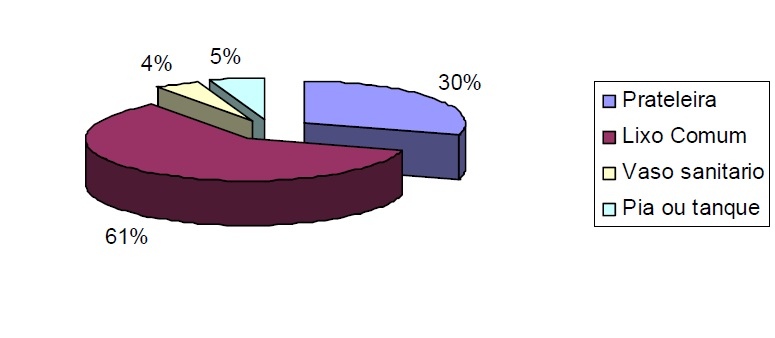 4%
5%
30%
61%
Prateleira
Lixo Comum
Vaso sanitario
Pia ou tanque